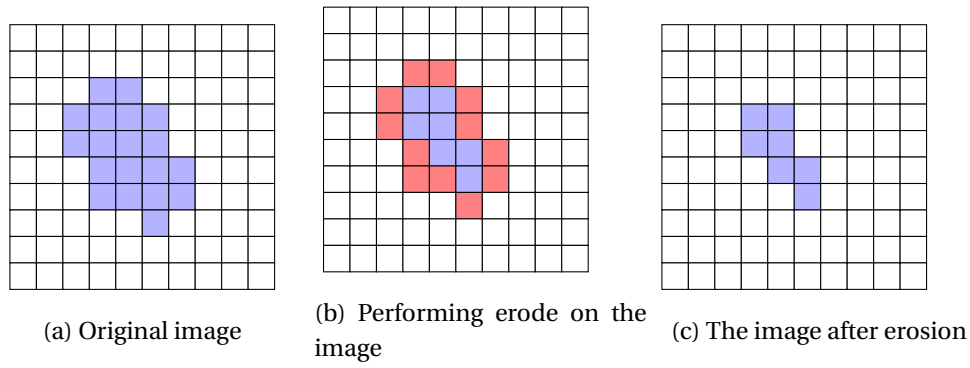 (a) Original image
(b) Performing erode on the
image
(c) The image after erosion